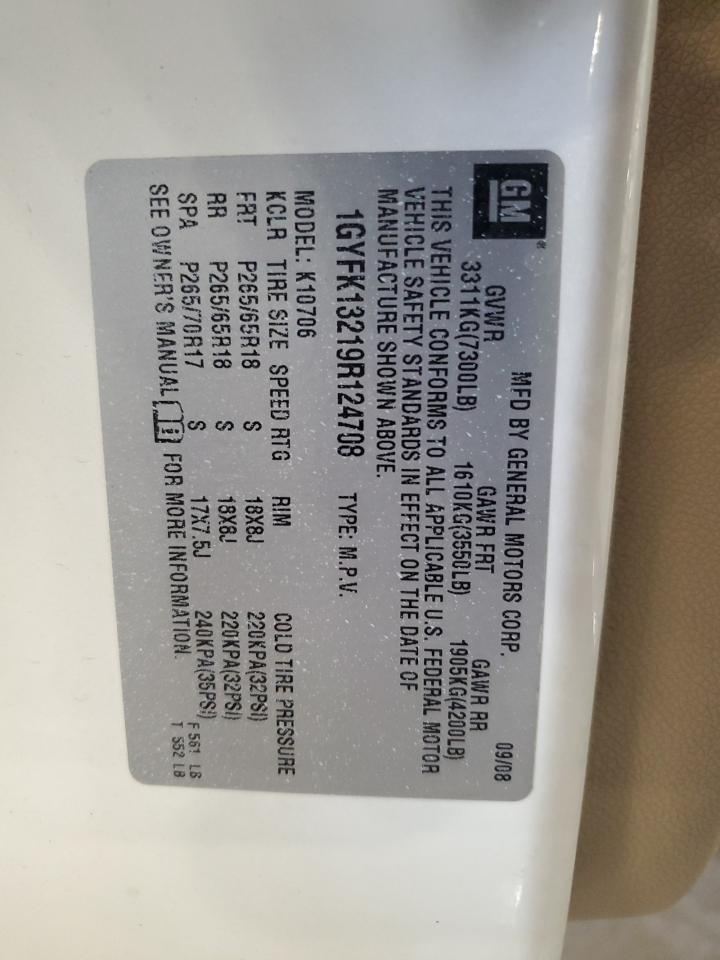 GM®
MFD BY GENERAL MOTORS CORP. 09/08
GVWR GAWR FRT GAWR RR
3311KG(7300LB) 1610KG(3550LB) 1905KG(4200LB)
THIS VEHICLE CONFORMS TO ALL APPLICABLE U.S. FEDERAL MOTOR
VEHICLE SAFETY STANDARDS IN EFFECT ON THE DATE OF
MANUFACTURE SHOWN ABOVE.
1GYFK13219R124708 TYPE: M.P.V.
MODEL: K10706
KCLR TIRE SIZE SPEED RTG RIM COLD TIRE PRESSURE
FRT P265/65R18 S 18X8J 220KPA(32PSI)
RR P265/65R18 S 18X8J 220KPA(32PSI)
SPA P265/70R17 S 17X7.5J 240KPA(35PSI)
SEE OWNER'S MANUAL FOR MORE INFORMATION.
F 561 LB
T 552 LB